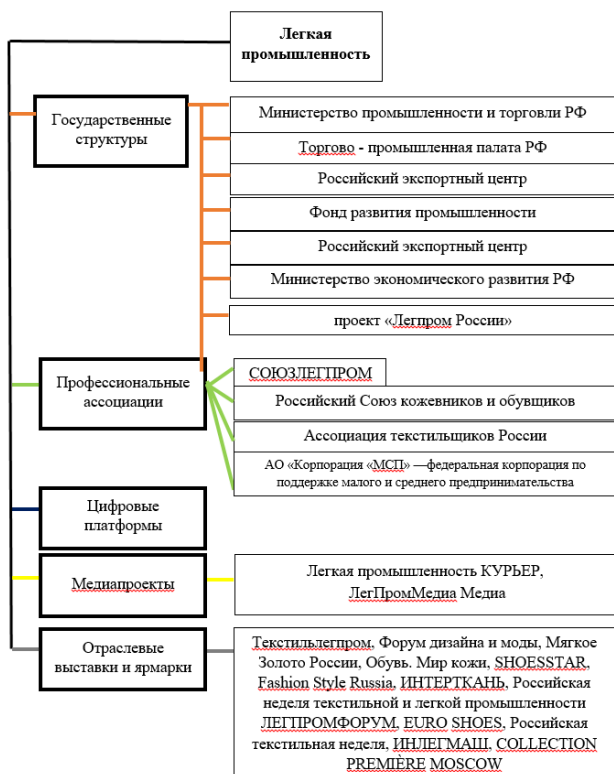 Легкая
промышленность
Государственные
структуры
Министерство промышленности и торговли РФ
Торгово - промышленная палата РФ
Российский экспортный центр
Фонд развития промышленности
Российский экспортный центр
Министерство экономического развития РФ
проект «Легпром России»
Профессиональные
ассоциации
СОЮЗЛЕГПРОМ
Российский Союз кожевников и обувщиков
Ассоциация текстильщиков России
АО «Корпорация «МСП» —федеральная корпорация по
поддержке малого и среднего предпринимательства
Цифровые
платформы
Медиапроекты
Легкая промышленность КУРЬЕР,
ЛегПромМедиа Медиа
Отраслевые
выставки и ярмарки
Текстильлегпром, Форум дизайна и моды, Мягкое
Золото России, Обувь. Мир кожи, SHOESSTAR,
Fashion Style Russia, ИНТЕРТКАНЬ, Российская
неделя текстильной и легкой промышленности
ЛЕГПРОМФОРУМ, EURO SHOES, Российская
текстильная неделя, ИНЛЕГМАШ, COLLECTION
PREMIÈRE MOSCOW